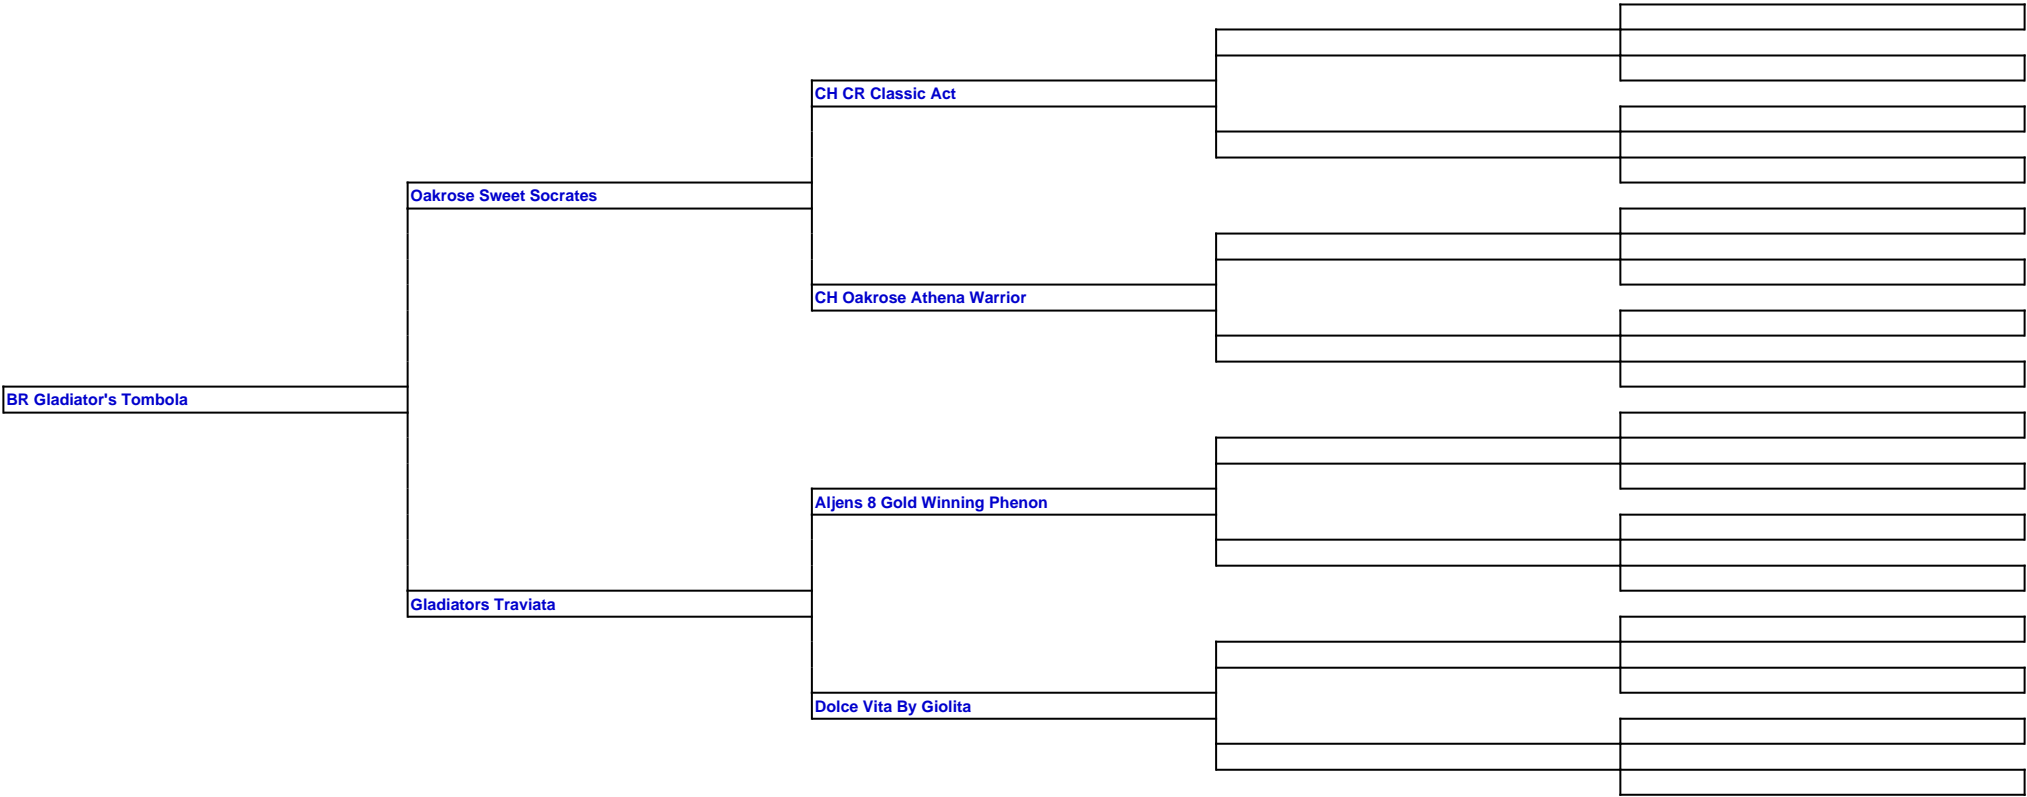 CH CR Classic Act
Oakrose Sweet Socrates
CH Oakrose Athena Warrior
BR Gladiator's Tombola
Aljens 8 Gold Winning Phenon
Gladiators Traviata
Dolce Vita By Giolita